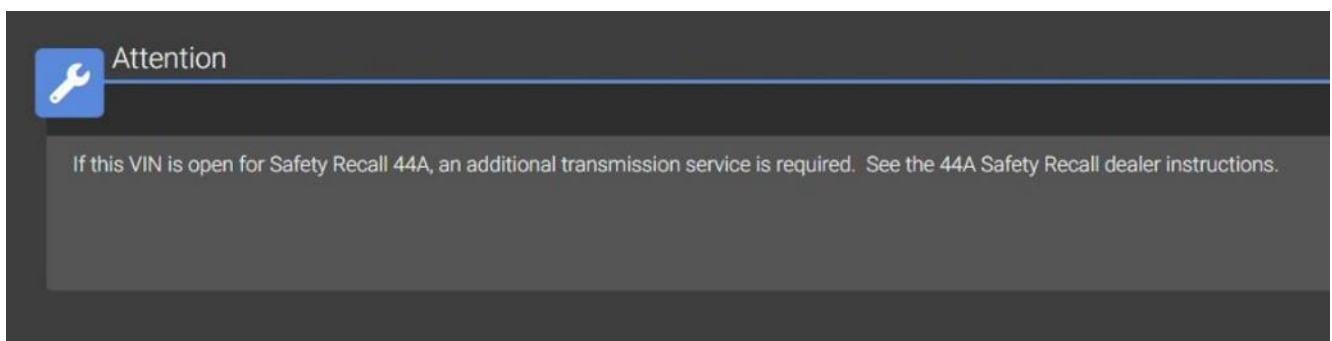 Attention
If this VIN is open for Safety Recall 44A, an additional transmission service is required.  See the 44A Safety Recall dealer instructions.